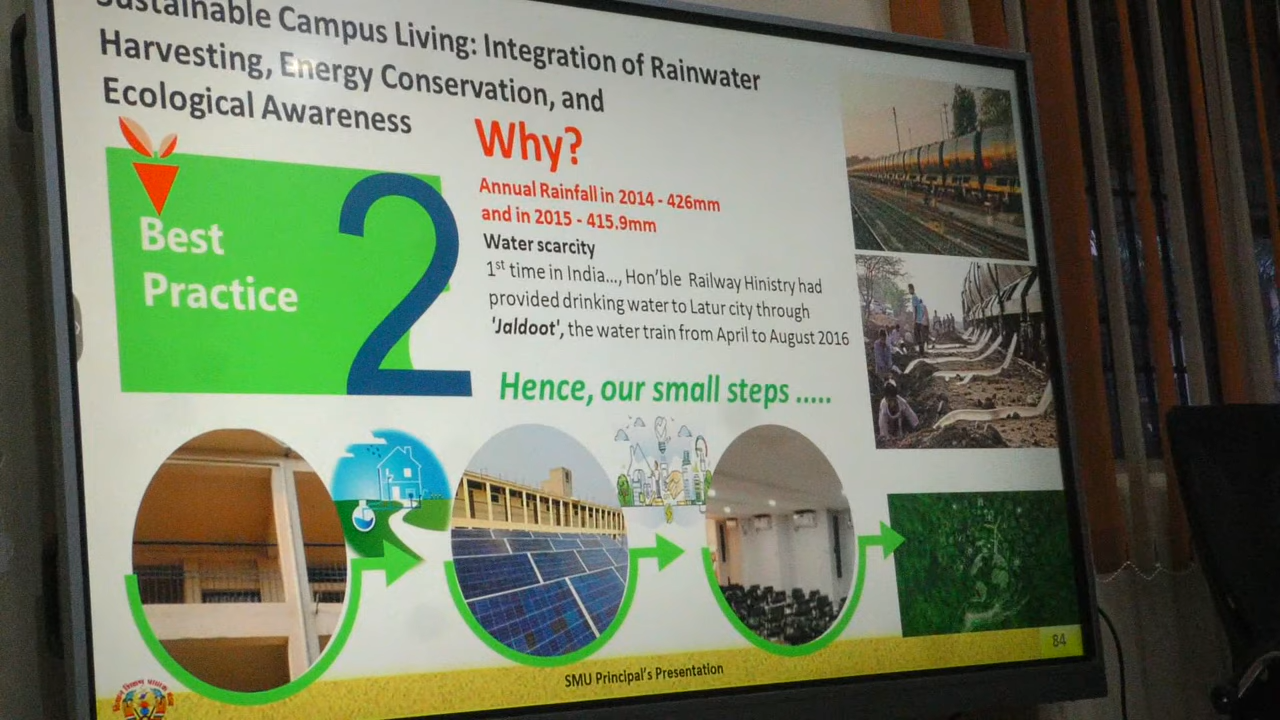 Sustainable Campus Living: Integration of Rainwater
Harvesting, Energy Conservation, and
Ecological Awareness
Best
Practice
2
Why?
Annual Rainfall in 2014 - 426mm
and in 2015 - 415.9mm
Water scarcity
1st time in India..., Hon'ble Railway Hinistry had
provided drinking water to Latur city through
'Jaldoot', the water train from April to August 2016
Hence, our small steps .....
SMU Principal's Presentation
84